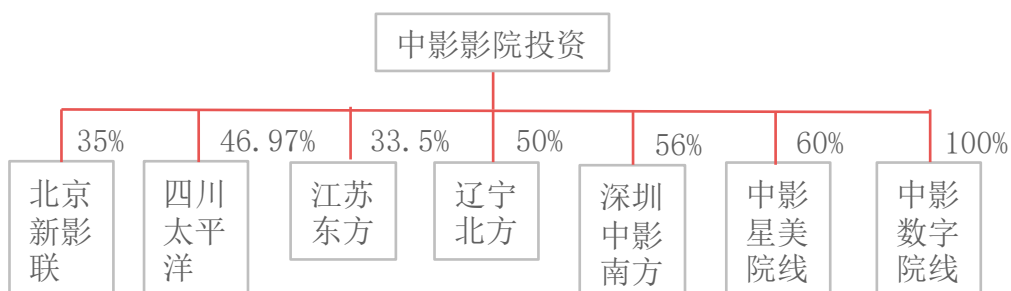 中影影院投资
35%
46.97%
33.5%
50%
56%
60%
100%
北京
新影
联
四川
太平
洋
江苏
东方
辽宁
北方
深圳
中影
南方
中影
星美
院线
中影
数字
院线